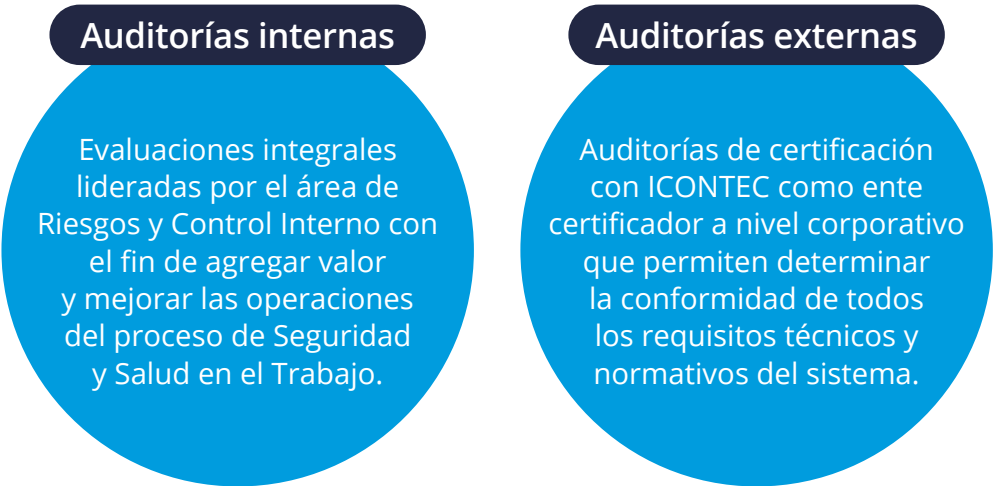 Auditorías internas
Evaluaciones integrales
lideradas por el área de
Riesgos y Control Interno con
el fin de agregar valor
y mejorar las operaciones
del proceso de Seguridad
y Salud en el Trabajo.
Auditorías externas
Auditorías de certificación
con ICONTEC como ente
certificador a nivel corporativo
que permiten determinar
la conformidad de todos
los requisitos técnicos y
normativos del sistema.